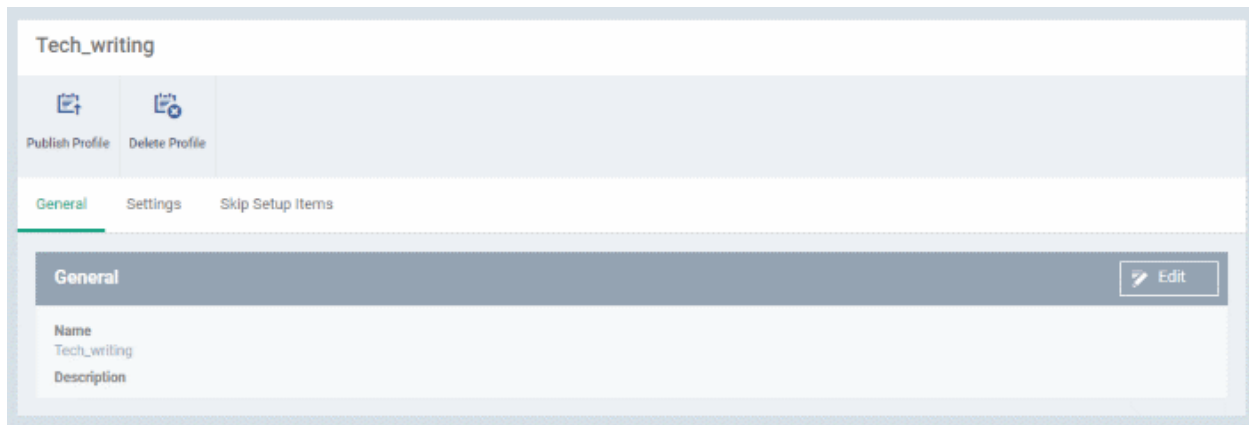 Tech_writing
Publish Profile Delete Profile
General Settings Skip Setup Items
General Edit
Name
Tech_writing
Description